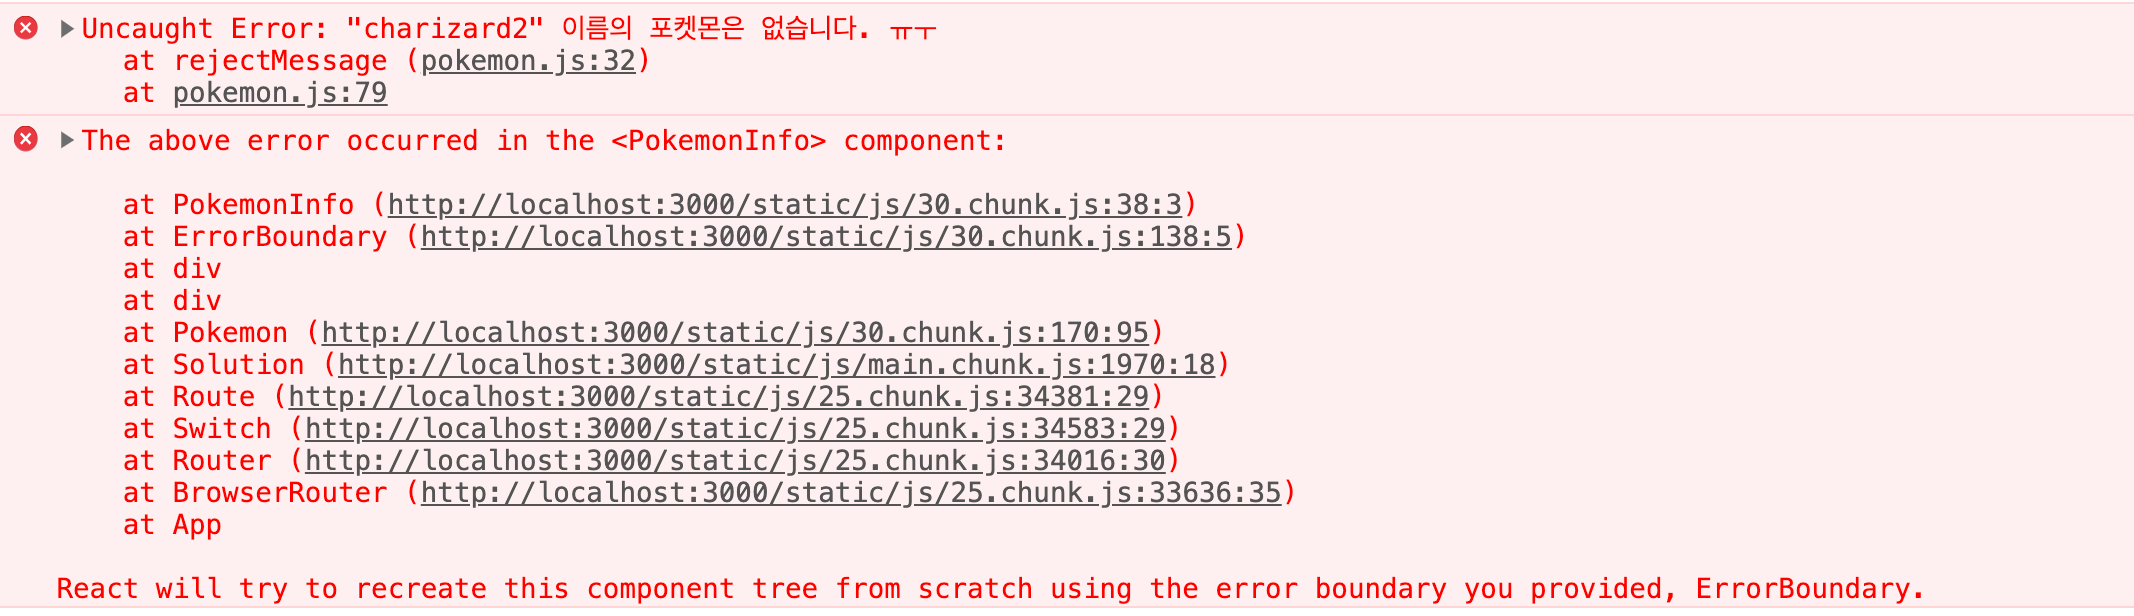 Uncaught Error: "charizard2" 이름의 포켓몬은 없습니다. ㅠㅜ
at rejectMessage (pokemon.js:32)
at pokemon.js:79
The above error occurred in the <PokemonInfo> component:
at PokemonInfo (http://localhost:3000/static/js/30.chunk.js:38:3)
at ErrorBoundary (http://localhost:3000/static/js/30.chunk.js:138:5)
at div
at div
at Pokemon (http://localhost:3000/static/js/30.chunk.js:170:95)
at Solution (http://localhost:3000/static/js/main.chunk.js:1970:18)
at Route (http://localhost:3000/static/js/25.chunk.js:34381:29)
at Switch (http://localhost:3000/static/js/25.chunk.js:34583:29)
at Router (http://localhost:3000/static/js/25.chunk.js:34016:30)
at BrowserRouter (http://localhost:3000/static/js/25.chunk.js:33636:35)
at App
React will try to recreate this component tree from scratch using the error boundary you provided, ErrorBoundary.